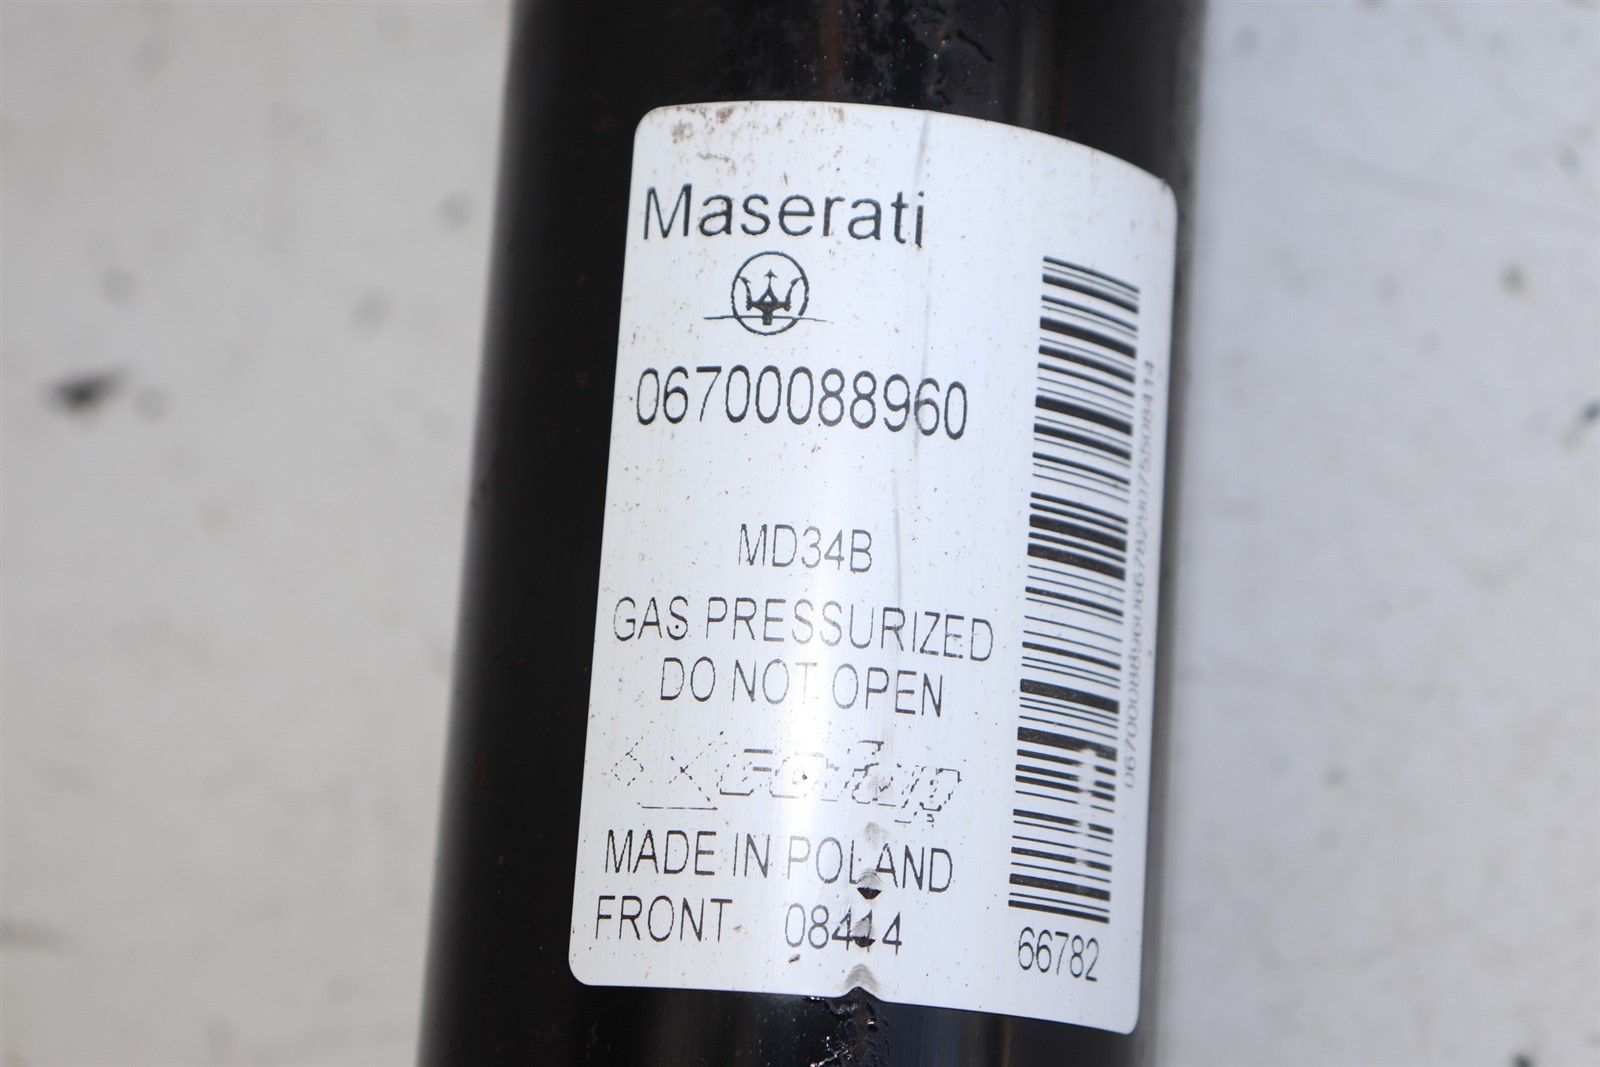 Maserati
06700088960
MD34B
GAS PRESSURIZED
DO NOT OPEN
MADE IN POLAND
FRONT 08414
66782